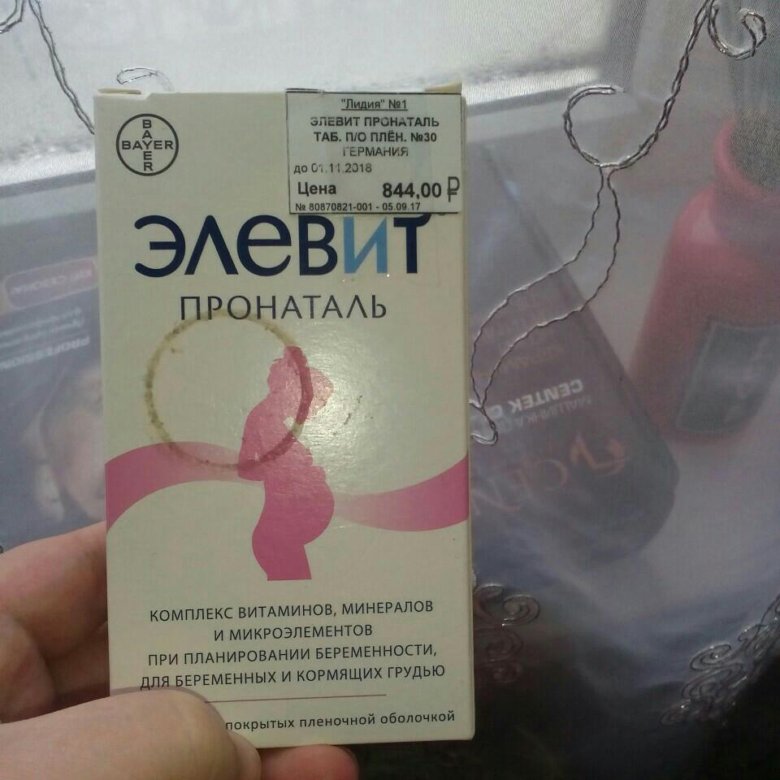 "Лидия" №1
ЭЛЕВИТ ПРОНАТАЛЬ
ТАБ. П/О ПЛЁН. №30
ГЕРМАНИЯ
до 01.11.2018
Цена 844,00 ₽
№ 80870821-001 - 05.09.17
BAYER
BAYER
ЭЛЕВИТ
ПРОНАТАЛЬ
КОМПЛЕКС ВИТАМИНОВ, МИНЕРАЛОВ
И МИКРОЭЛЕМЕНТОВ
ПРИ ПЛАНИРОВАНИИ БЕРЕМЕННОСТИ,
ДЛЯ БЕРЕМЕННЫХ И КОРМЯЩИХ ГРУДЬЮ
покрытых пленочной оболочкой
CENTEK
PROFESSIONAL